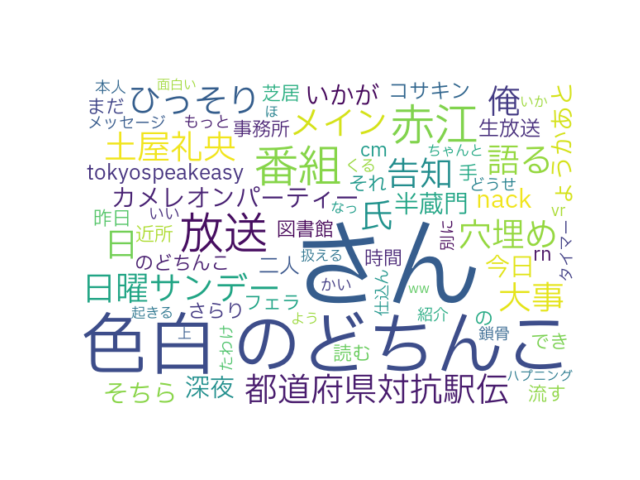 本人
面白い
ひっそり
ほ
芝居
いかが
コサキン
俺
いか
まだ
メッセージ
もっと
事務所
メイン
赤江
生放送
ようかあと
土屋礼央
番組
cm
ちゃんと
語る
tokyospeakeasy
くる
告知
手
どうせ
それ
カメレオンパーティー
氏
半蔵門
nack
vr
昨日
いい
なっ
日
近所
放送
図書館
さん
別に
穴埋め
タイマー
のどちんこ
二人
扱える
時間
rn
今日
日曜サンデー
フェラ
かい
仕込ん
ww
大事
起きる
さらり
紹介
の
色白
上
よう
のどちんこ
鎖骨
でき
たわけ
読む
そちら
深夜
都道府県対抗駅伝
ハプニング
流す